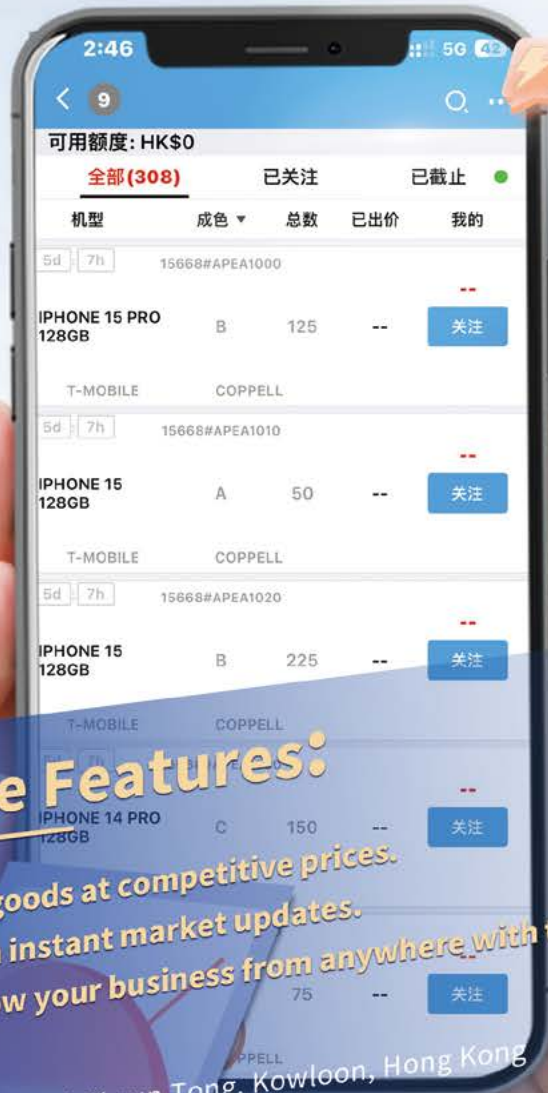 2:46 5G 42
9
可用额度: HK$0
全部(308) 已关注 已截止
机型 成色 ▼ 总数 已出价 我的
5d 7h 15668#APEA1000
--
IPHONE 15 PRO 128GB B 125 -- 关注
T-MOBILE COPPELL
5d 7h 15668#APEA1010
--
IPHONE 15 128GB A 50 -- 关注
T-MOBILE COPPELL
5d 7h 15668#APEA1020
--
IPHONE 15 128GB B 225 -- 关注
T-MOBILE COPPELL
e Features:
--
IPHONE 14 PRO 128GB C 150 -- 关注
goods at competitive prices.
instant market updates.
ow your business from anywhere with
75 -- 关注
Tong, Kowloon, Hong Kong